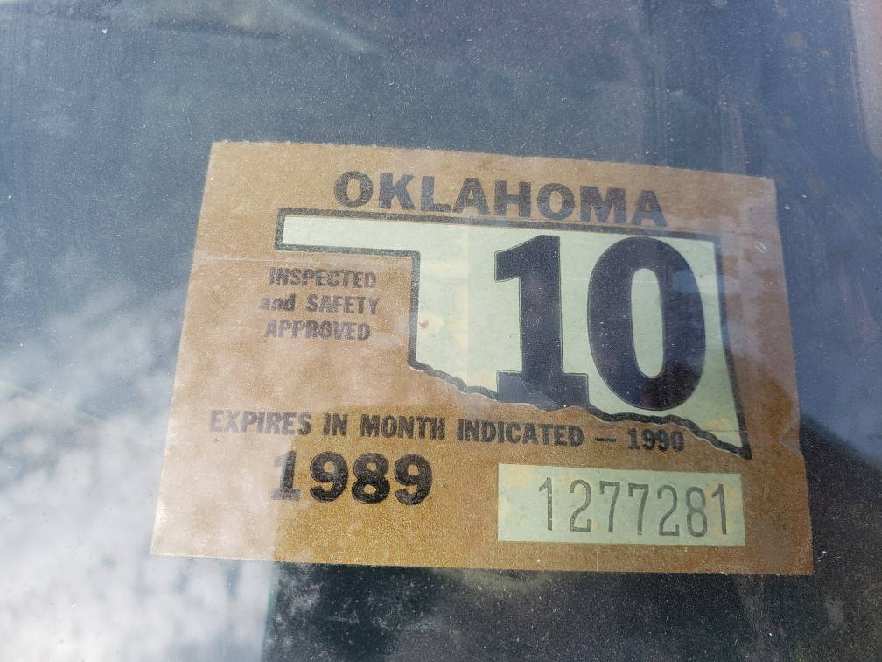 OKLAHOMA
10
INSPECTED
and SAFETY
APPROVED
EXPIRES IN MONTH INDICATED — 1990
1989
1277281